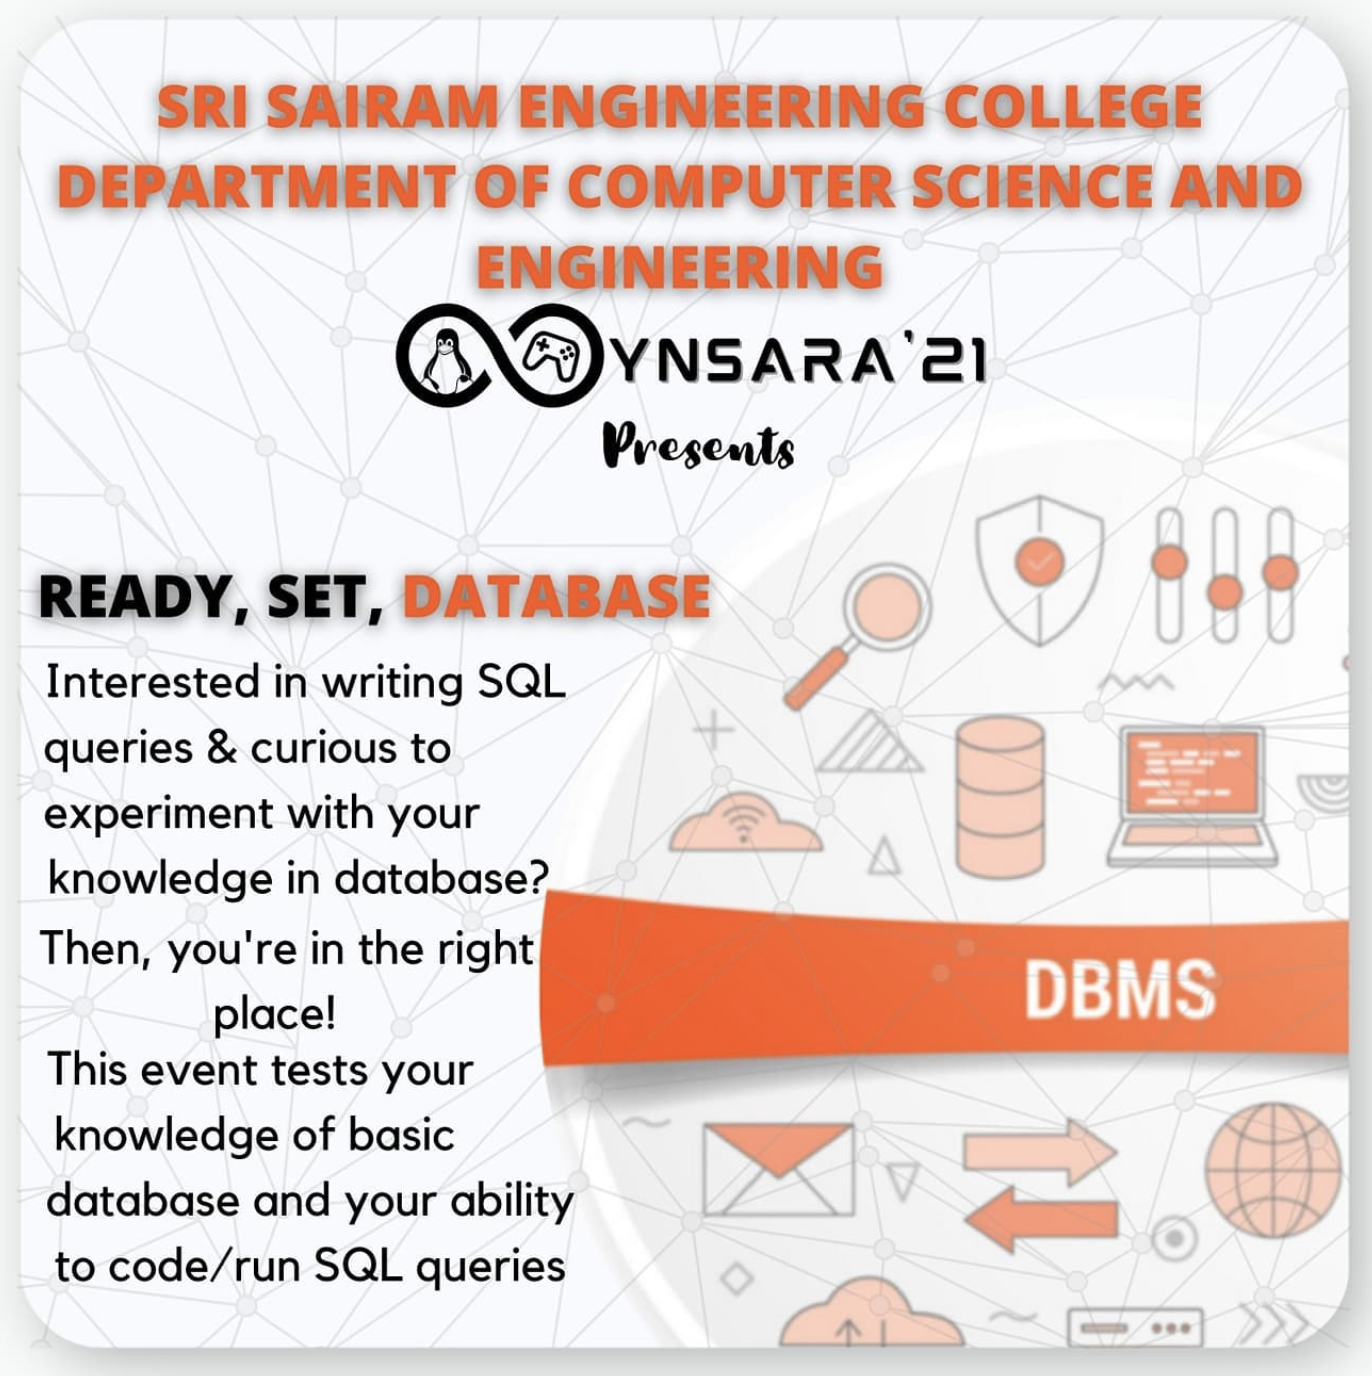 SRI SAIRAM ENGINEERING COLLEGE
DEPARTMENT OF COMPUTER SCIENCE AND
ENGINEERING
YNSARA'21
Presents
READY, SET, DATABASE
Interested in writing SQL
queries & curious to
experiment with your
knowledge in database?
Then, you're in the right
place!
This event tests your
knowledge of basic
database and your ability
to code/run SQL queries
DBMS